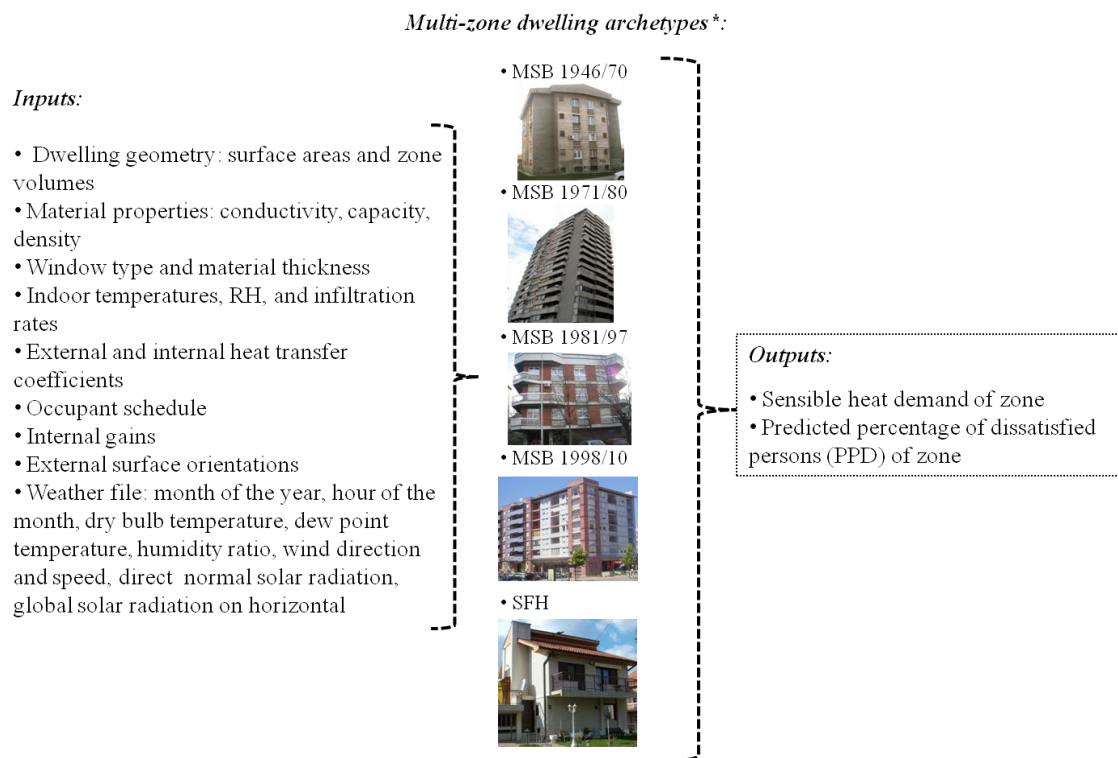 Multi-zone dwelling archetypes*:
Inputs:
• Dwelling geometry: surface areas and zone
volumes
• Material properties: conductivity, capacity,
density
• Window type and material thickness
• Indoor temperatures, RH, and infiltration
rates
• External and internal heat transfer
coefficients
• Occupant schedule
• Internal gains
• External surface orientations
• Weather file: month of the year, hour of the
month, dry bulb temperature, dew point
temperature, humidity ratio, wind direction
and speed, direct normal solar radiation,
global solar radiation on horizontal
• MSB 1946/70
• MSB 1971/80
• MSB 1981/97
• MSB 1998/10
• SFH
Outputs:
• Sensible heat demand of zone
• Predicted percentage of dissatisfied
persons (PPD) of zone